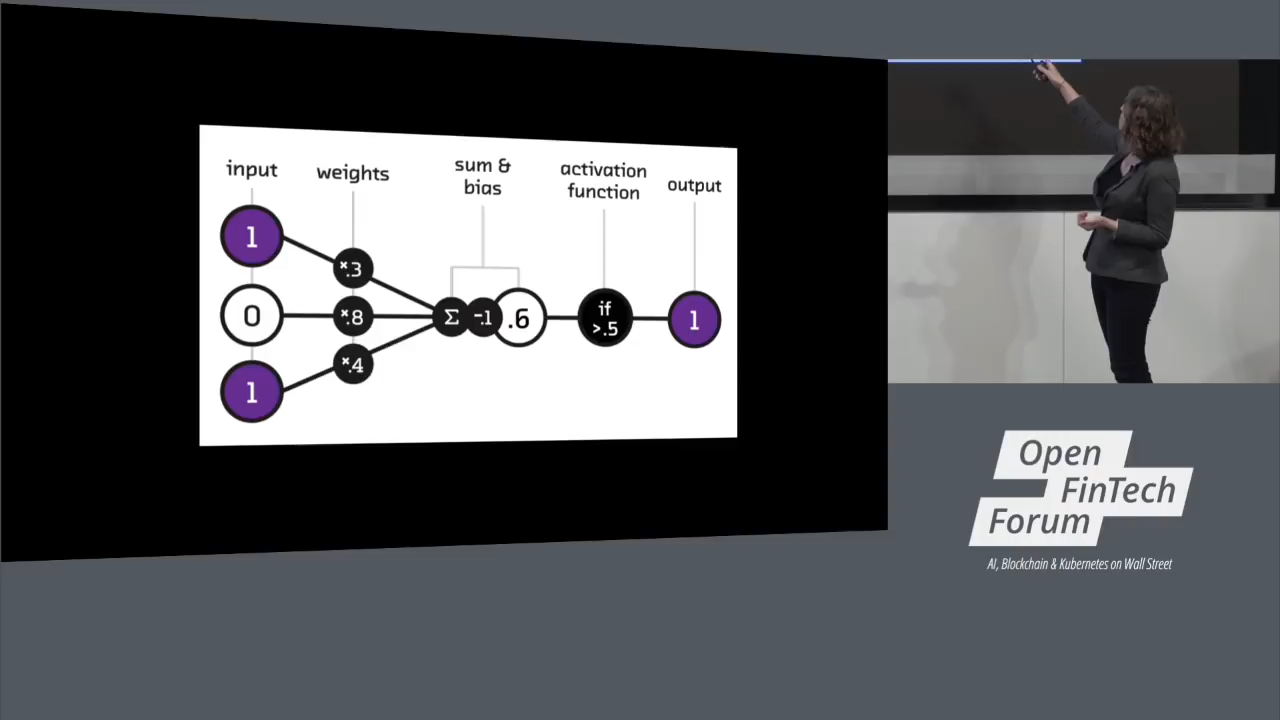 input
weights
sum &
bias
activation
function
output
1
0
1
×.3
×.8
×.4
Σ
-.1
.6
if
>.5
1
Open
FinTech
Forum
AI, Blockchain & Kubernetes on Wall Street